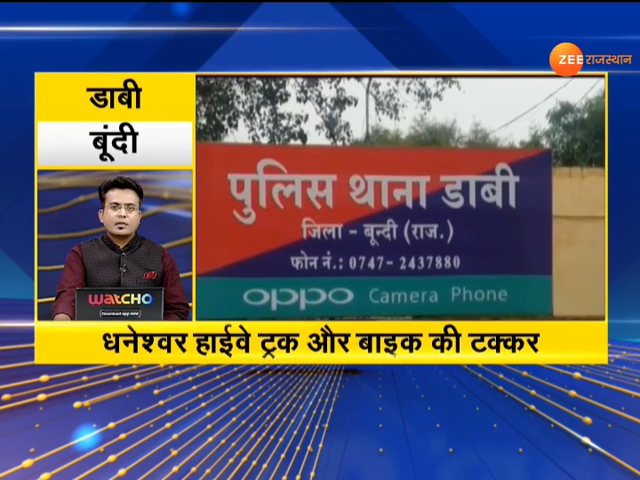 ZEE राजस्थान
डाबी
बूंदी
पुलिस थाना डाबी
जिला - बून्दी (राज.)
फोन नं.: 0747- 2437880
oppo Camera Phone
WATCHO
Download app now
धनेश्वर हाईवे ट्रक और बाइक की टक्कर